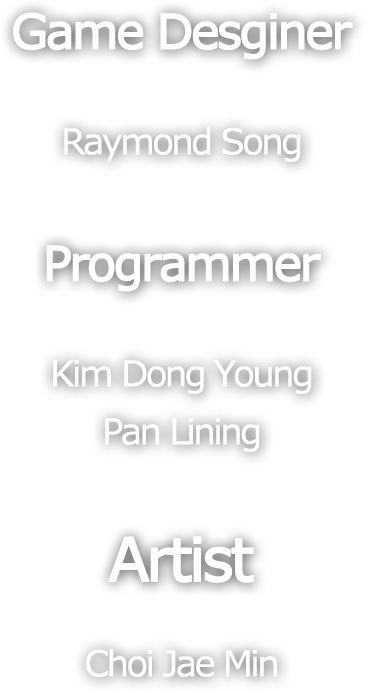 Game Desginer
Raymond Song
Programmer
Kim Dong Young
Pan Lining
Artist
Choi Jae Min